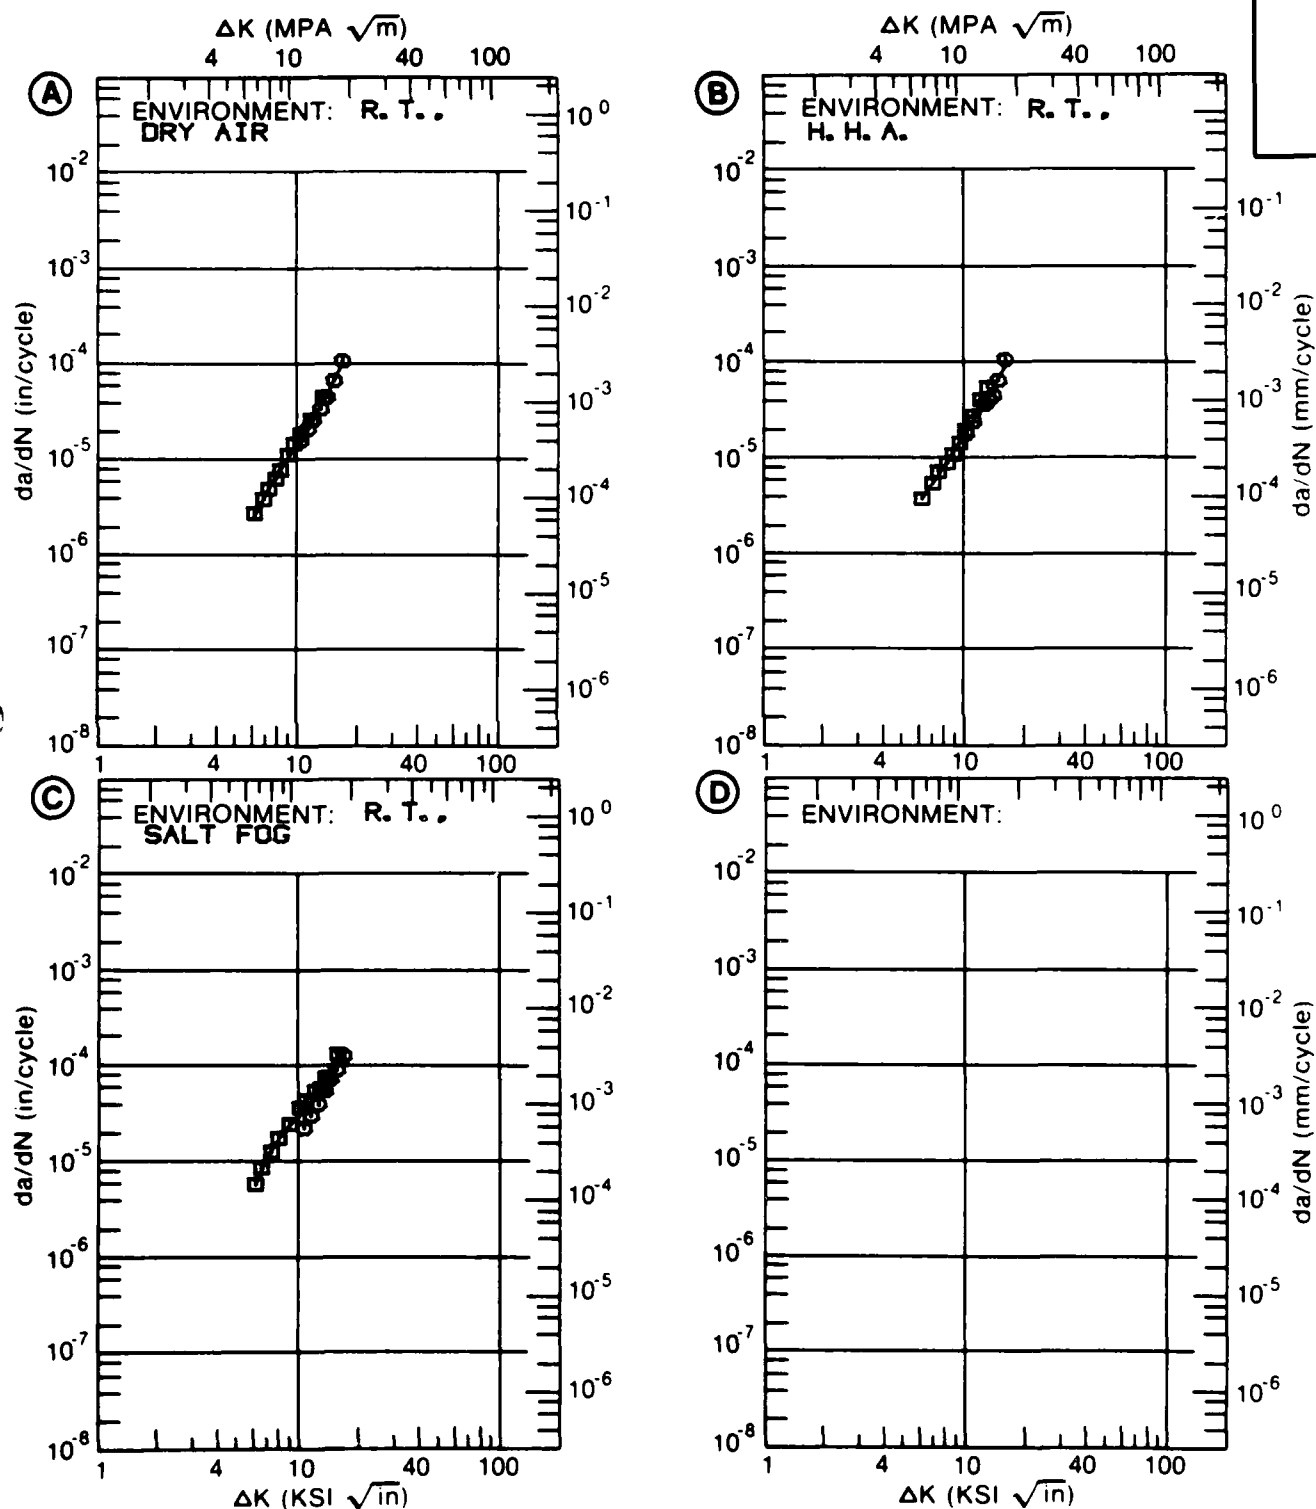 ΔK (MPA √m)
4 10 40 100
A
ENVIRONMENT: R. T.,
DRY AIR
10^0
10^-2
10^-1
10^-3
10^-2
10^-4
10^-3
10^-5
10^-4
10^-6
10^-5
10^-7
10^-6
10^-8
da/dN (in/cycle)
1 4 10 40 100
ΔK (MPA √m)
4 10 40 100
B
ENVIRONMENT: R. T.,
H. H. A.
10^-2
10^-1
10^-3
10^-2
10^-4
10^-3
10^-5
10^-4
10^-6
10^-5
10^-7
10^-6
10^-8
da/dN (mm/cycle)
1 4 10 40 100
C
ENVIRONMENT: R. T.,
SALT FOG
10^0
10^-2
10^-1
10^-3
10^-2
10^-4
10^-3
10^-5
10^-4
10^-6
10^-5
10^-7
10^-6
10^-8
da/dN (in/cycle)
1 4 10 40 100
ΔK (KSI √in)
D
ENVIRONMENT:
10^0
10^-2
10^-1
10^-3
10^-2
10^-4
10^-3
10^-5
10^-4
10^-6
10^-5
10^-7
10^-6
10^-8
da/dN (mm/cycle)
1 4 10 40 100
ΔK (KSI √in)